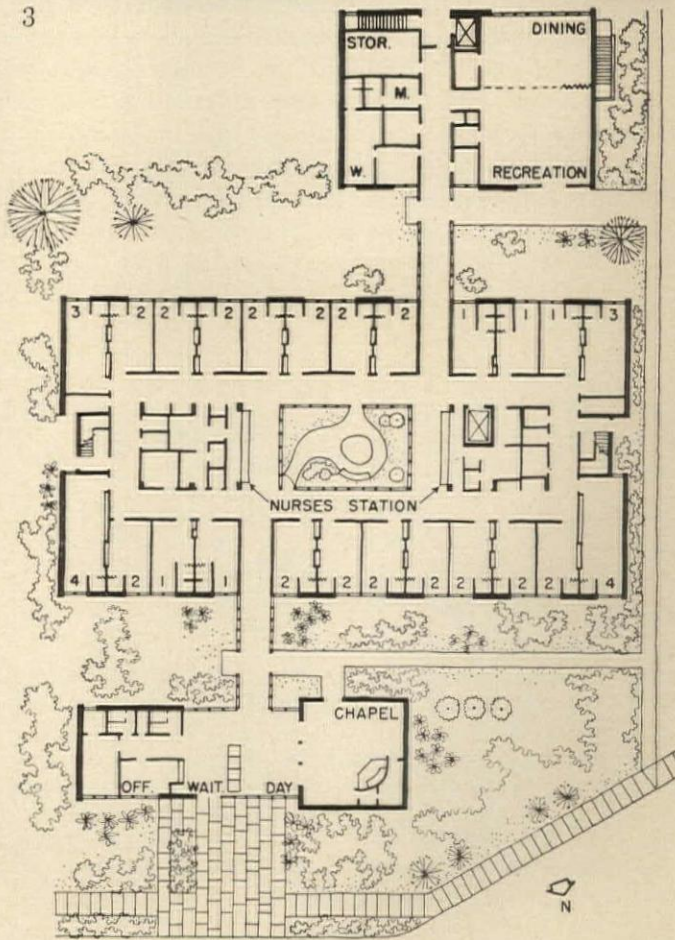 3
STOR.
DINING
M.
W.
RECREATION
3 2 2 2 2 2 2 2 1 1 1 3
NURSES STATION
4 2 1 1 2 2 2 2 2 2 2 4
CHAPEL
OFF. WAIT. DAY
N